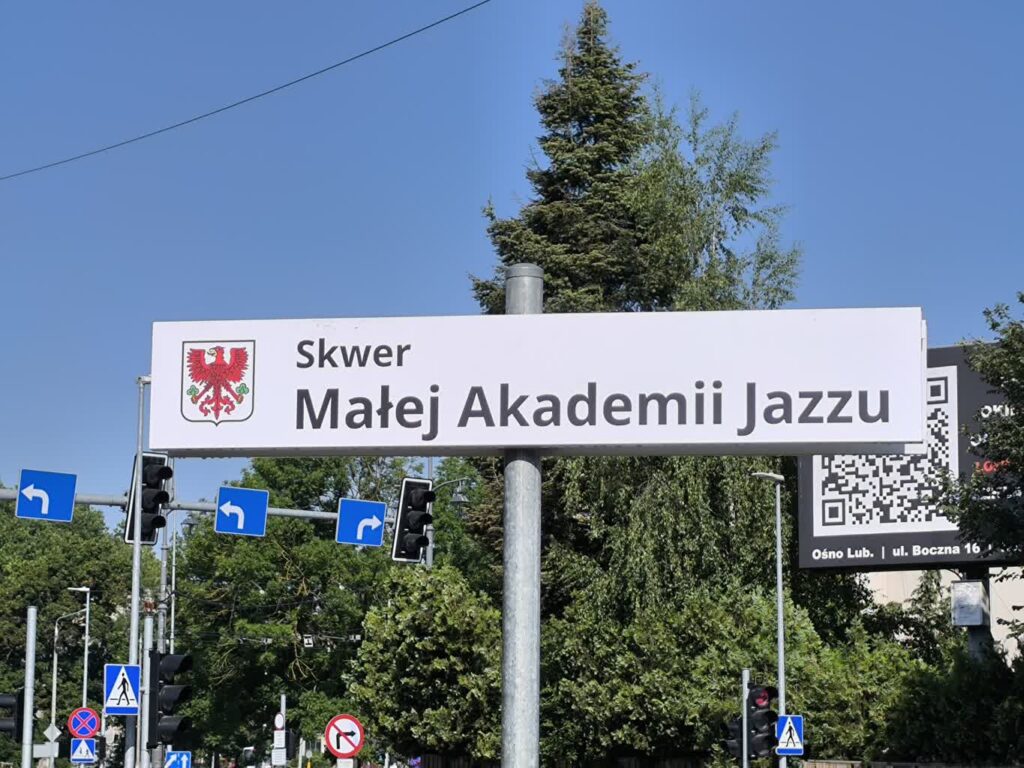 Skwer
Małej Akademii Jazzu
Ośno Lub. | ul. Boczna 16